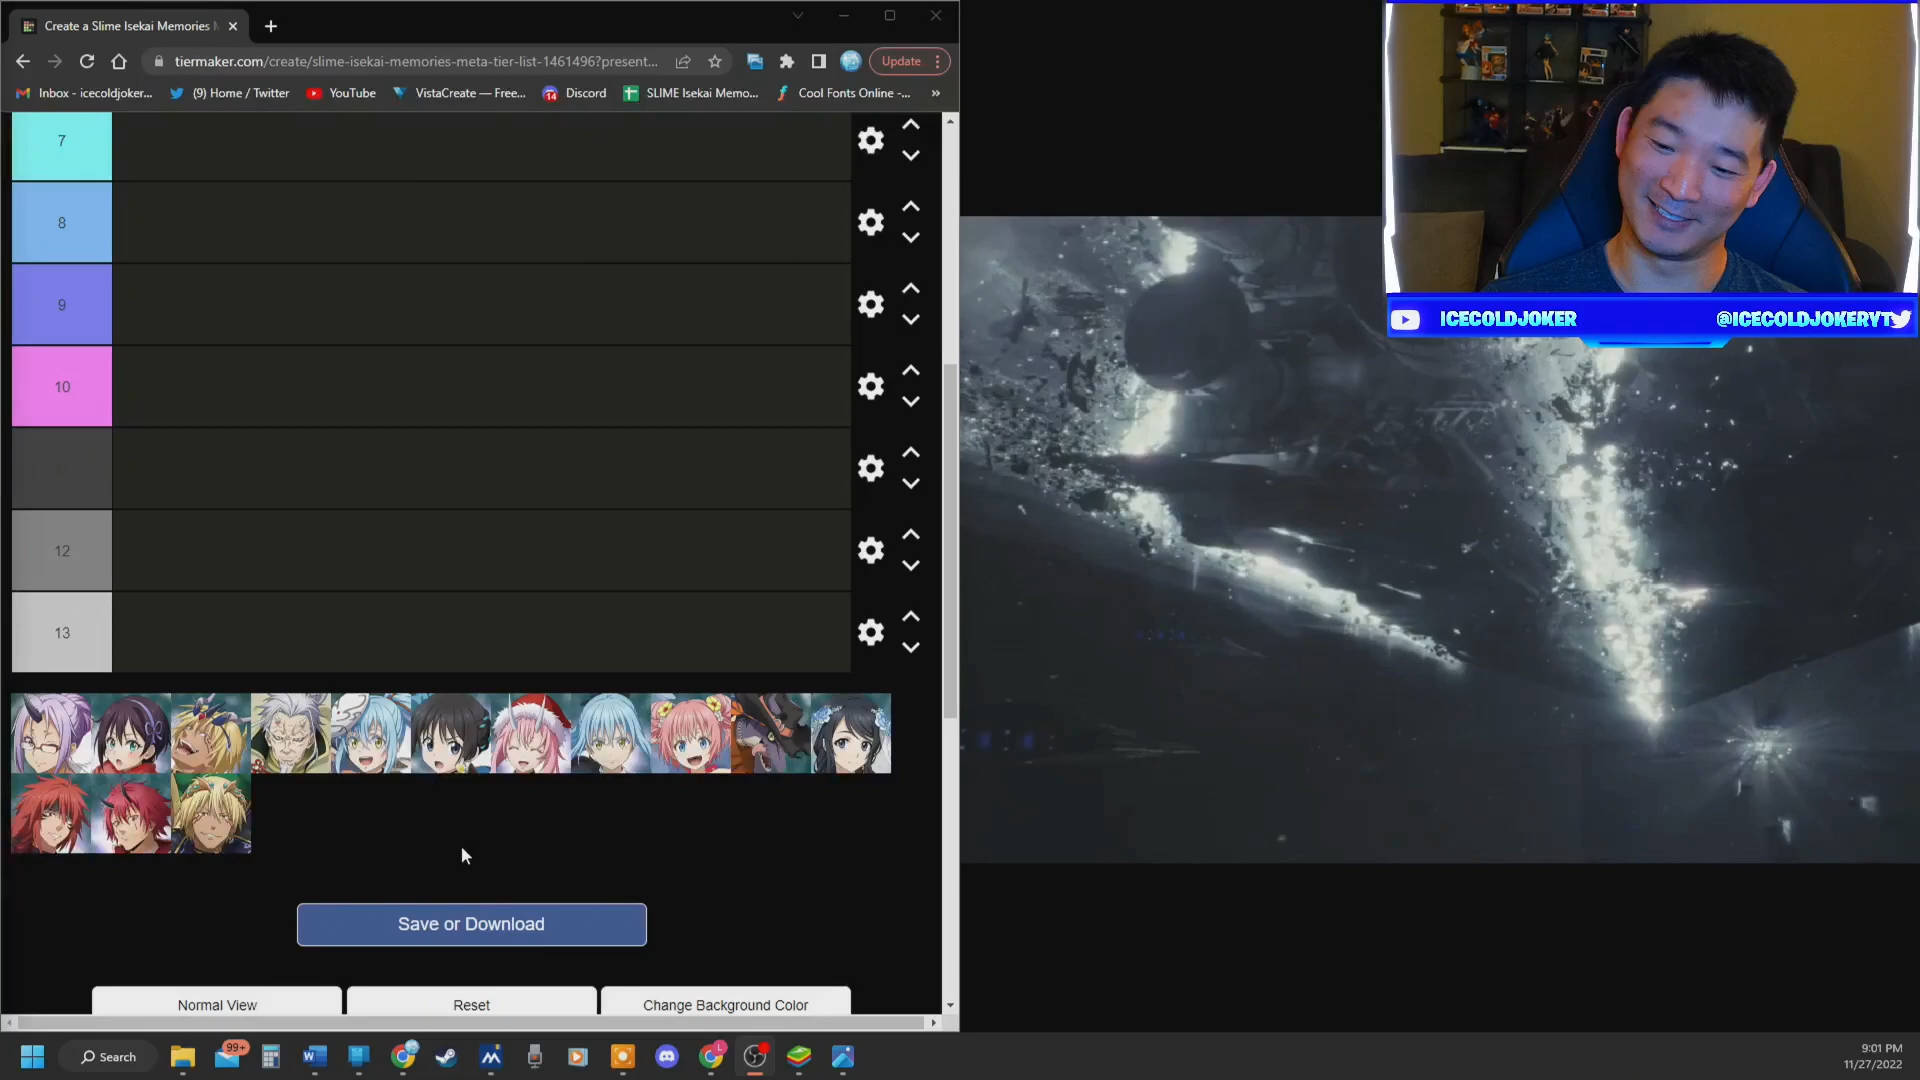 Create a Slime Isekai Memories M
tiermaker.com/create/slime-isekai-memories-meta-tier-list-1461496?present...
Update
Inbox - icecoldjoker...
(9) Home / Twitter
YouTube
VistaCreate — Free...
14
Discord
SLIME Isekai Memo...
Cool Fonts Online -...
»
7
8
9
10
12
13
Save or Download
Normal View
Reset
Change Background Color
ICECOLDJOKER
@ICECOLDJOKERYT
Search
99+
W
L
9:01 PM
11/27/2022